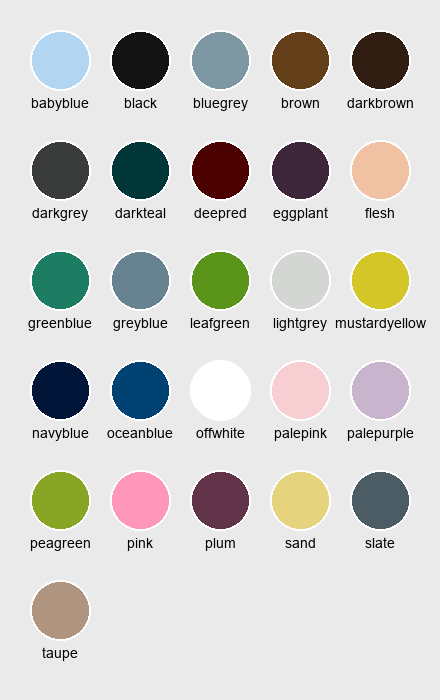 babyblue black bluegrey brown darkbrown
darkgrey darkteal deepred eggplant flesh
greenblue greyblue leafgreen lightgrey mustardyellow
navyblue oceanblue offwhite palepink palepurple
peagreen pink plum sand slate
taupe